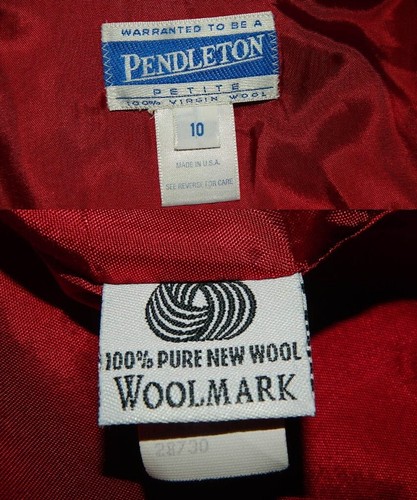 WARRANTED TO BE A
PENDLETON
PETITE
100% VIRGIN WOOL
10
MADE IN U.S.A.
SEE REVERSE FOR CARE
100% PURE NEW WOOL
WOOLMARK
28730